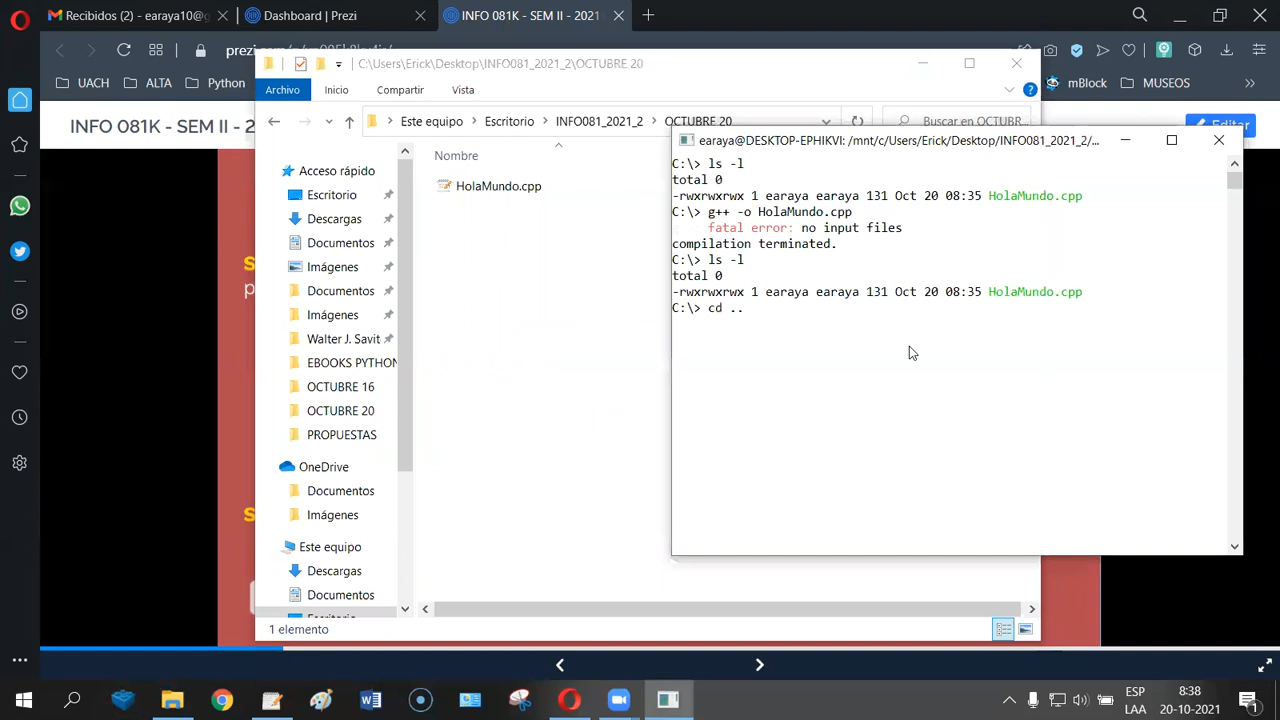 Recibidos (2) - earaya10@g
Dashboard | Prezi
INFO 081K - SEM II - 2021
UACH
ALTA
Python
mBlock
MUSEOS
INFO 081K - SEM II - 2
Editar
C:\Users\Erick\Desktop\INFO081_2021_2\OCTUBRE 20
Archivo
Inicio
Compartir
Vista
Este equipo
Escritorio
INFO081_2021_2
OCTUBRE 20
Buscar en OCTUBR...
Acceso rápido
Escritorio
Descargas
Documentos
Imágenes
Documentos
Imágenes
Walter J. Savit
EBOOKS PYTHON
OCTUBRE 16
OCTUBRE 20
PROPUESTAS
OneDrive
Documentos
Imágenes
Este equipo
Descargas
Documentos
Escritorio
Nombre
HolaMundo.cpp
1 elemento
earaya@DESKTOP-EPHIKVI: /mnt/c/Users/Erick/Desktop/INFO081_2021_2/...
C:\> ls -l
total 0
-rwxrwxrwx 1 earaya earaya 131 Oct 20 08:35 HolaMundo.cpp
C:\> g++ -o HolaMundo.cpp
fatal error: no input files
compilation terminated.
C:\> ls -l
total 0
-rwxrwxrwx 1 earaya earaya 131 Oct 20 08:35 HolaMundo.cpp
C:\> cd ..
ESP
LAA
8:38
20-10-2021